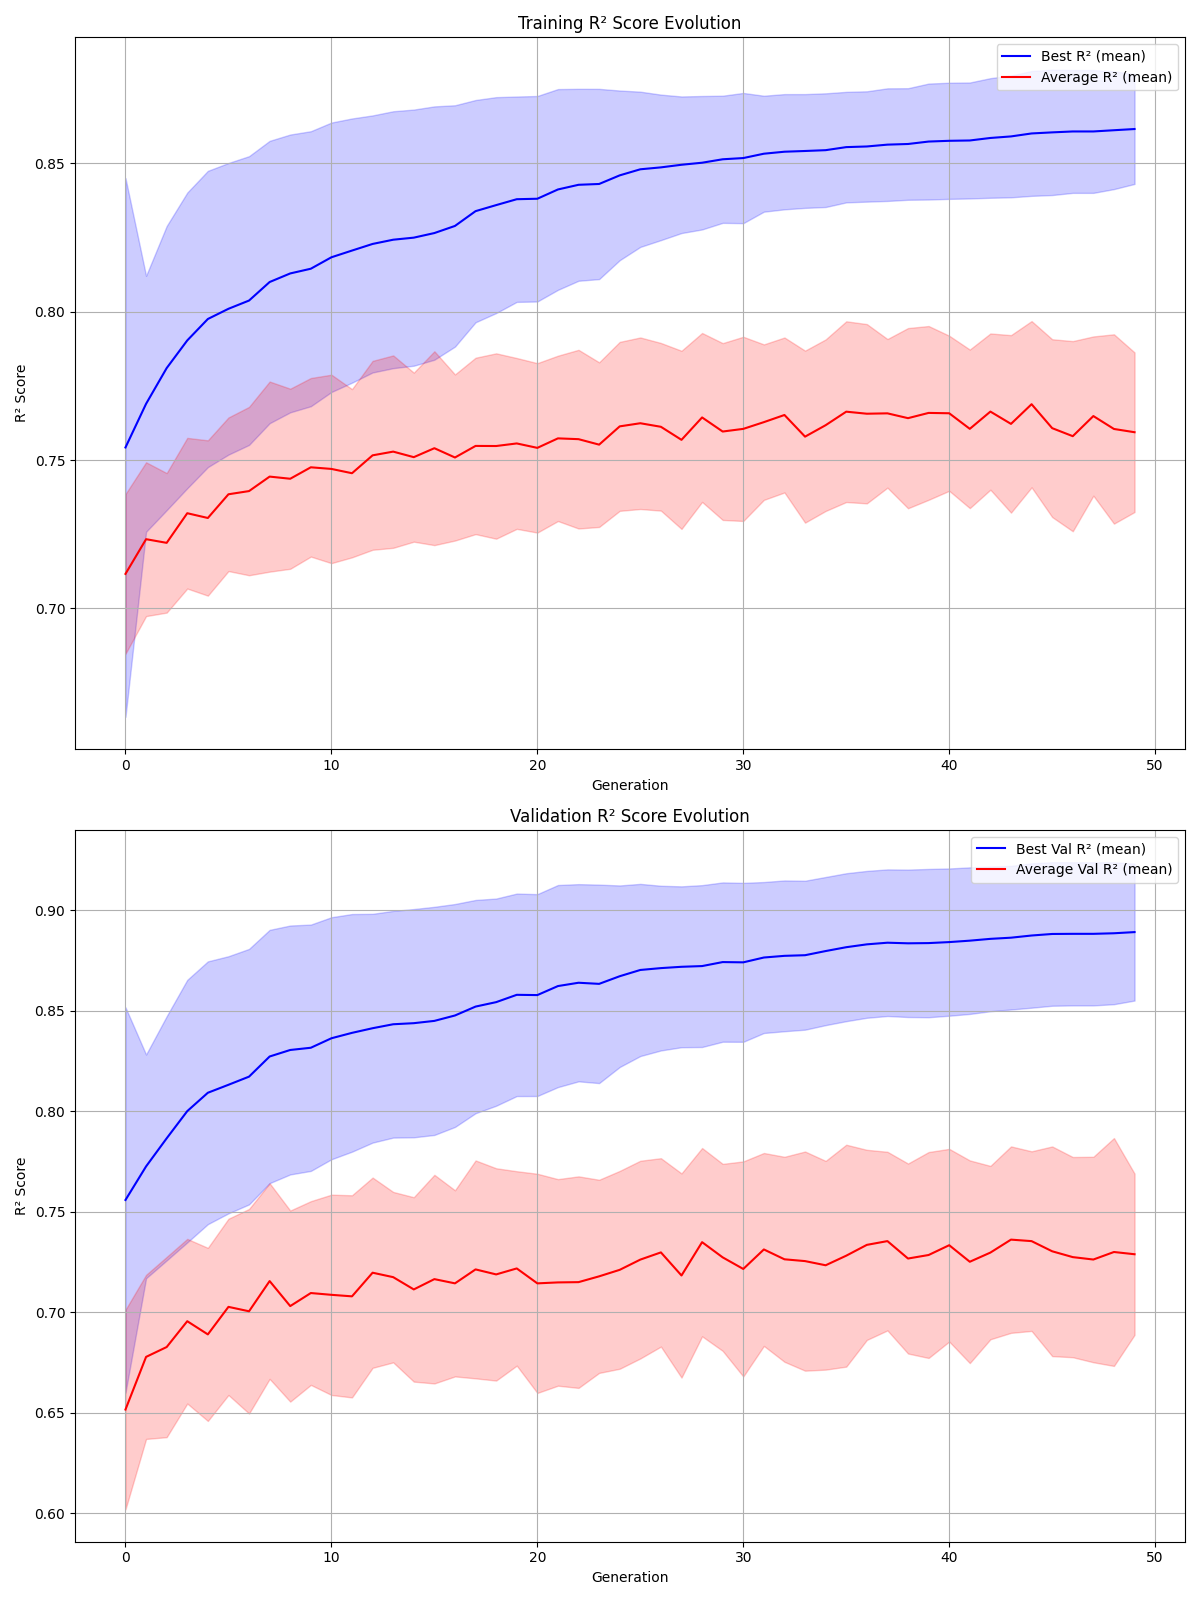 Training R² Score Evolution
Best R² (mean)
Average R² (mean)
R² Score
0.85
0.80
0.75
0.70
0 10 20 30 40 50
Generation
Validation R² Score Evolution
Best Val R² (mean)
Average Val R² (mean)
R² Score
0.90
0.85
0.80
0.75
0.70
0.65
0.60
0 10 20 30 40 50
Generation